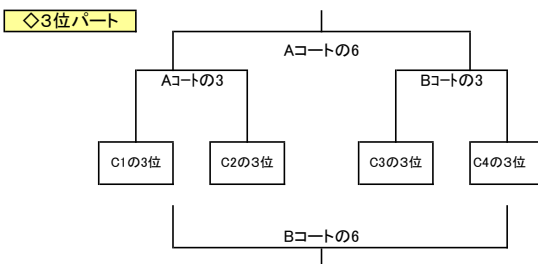 ◇３位パート
Aコートの６
Aコートの3
Bコートの3
C1の3位
C2の３位
C3の３位
C4の３位
Bコートの６